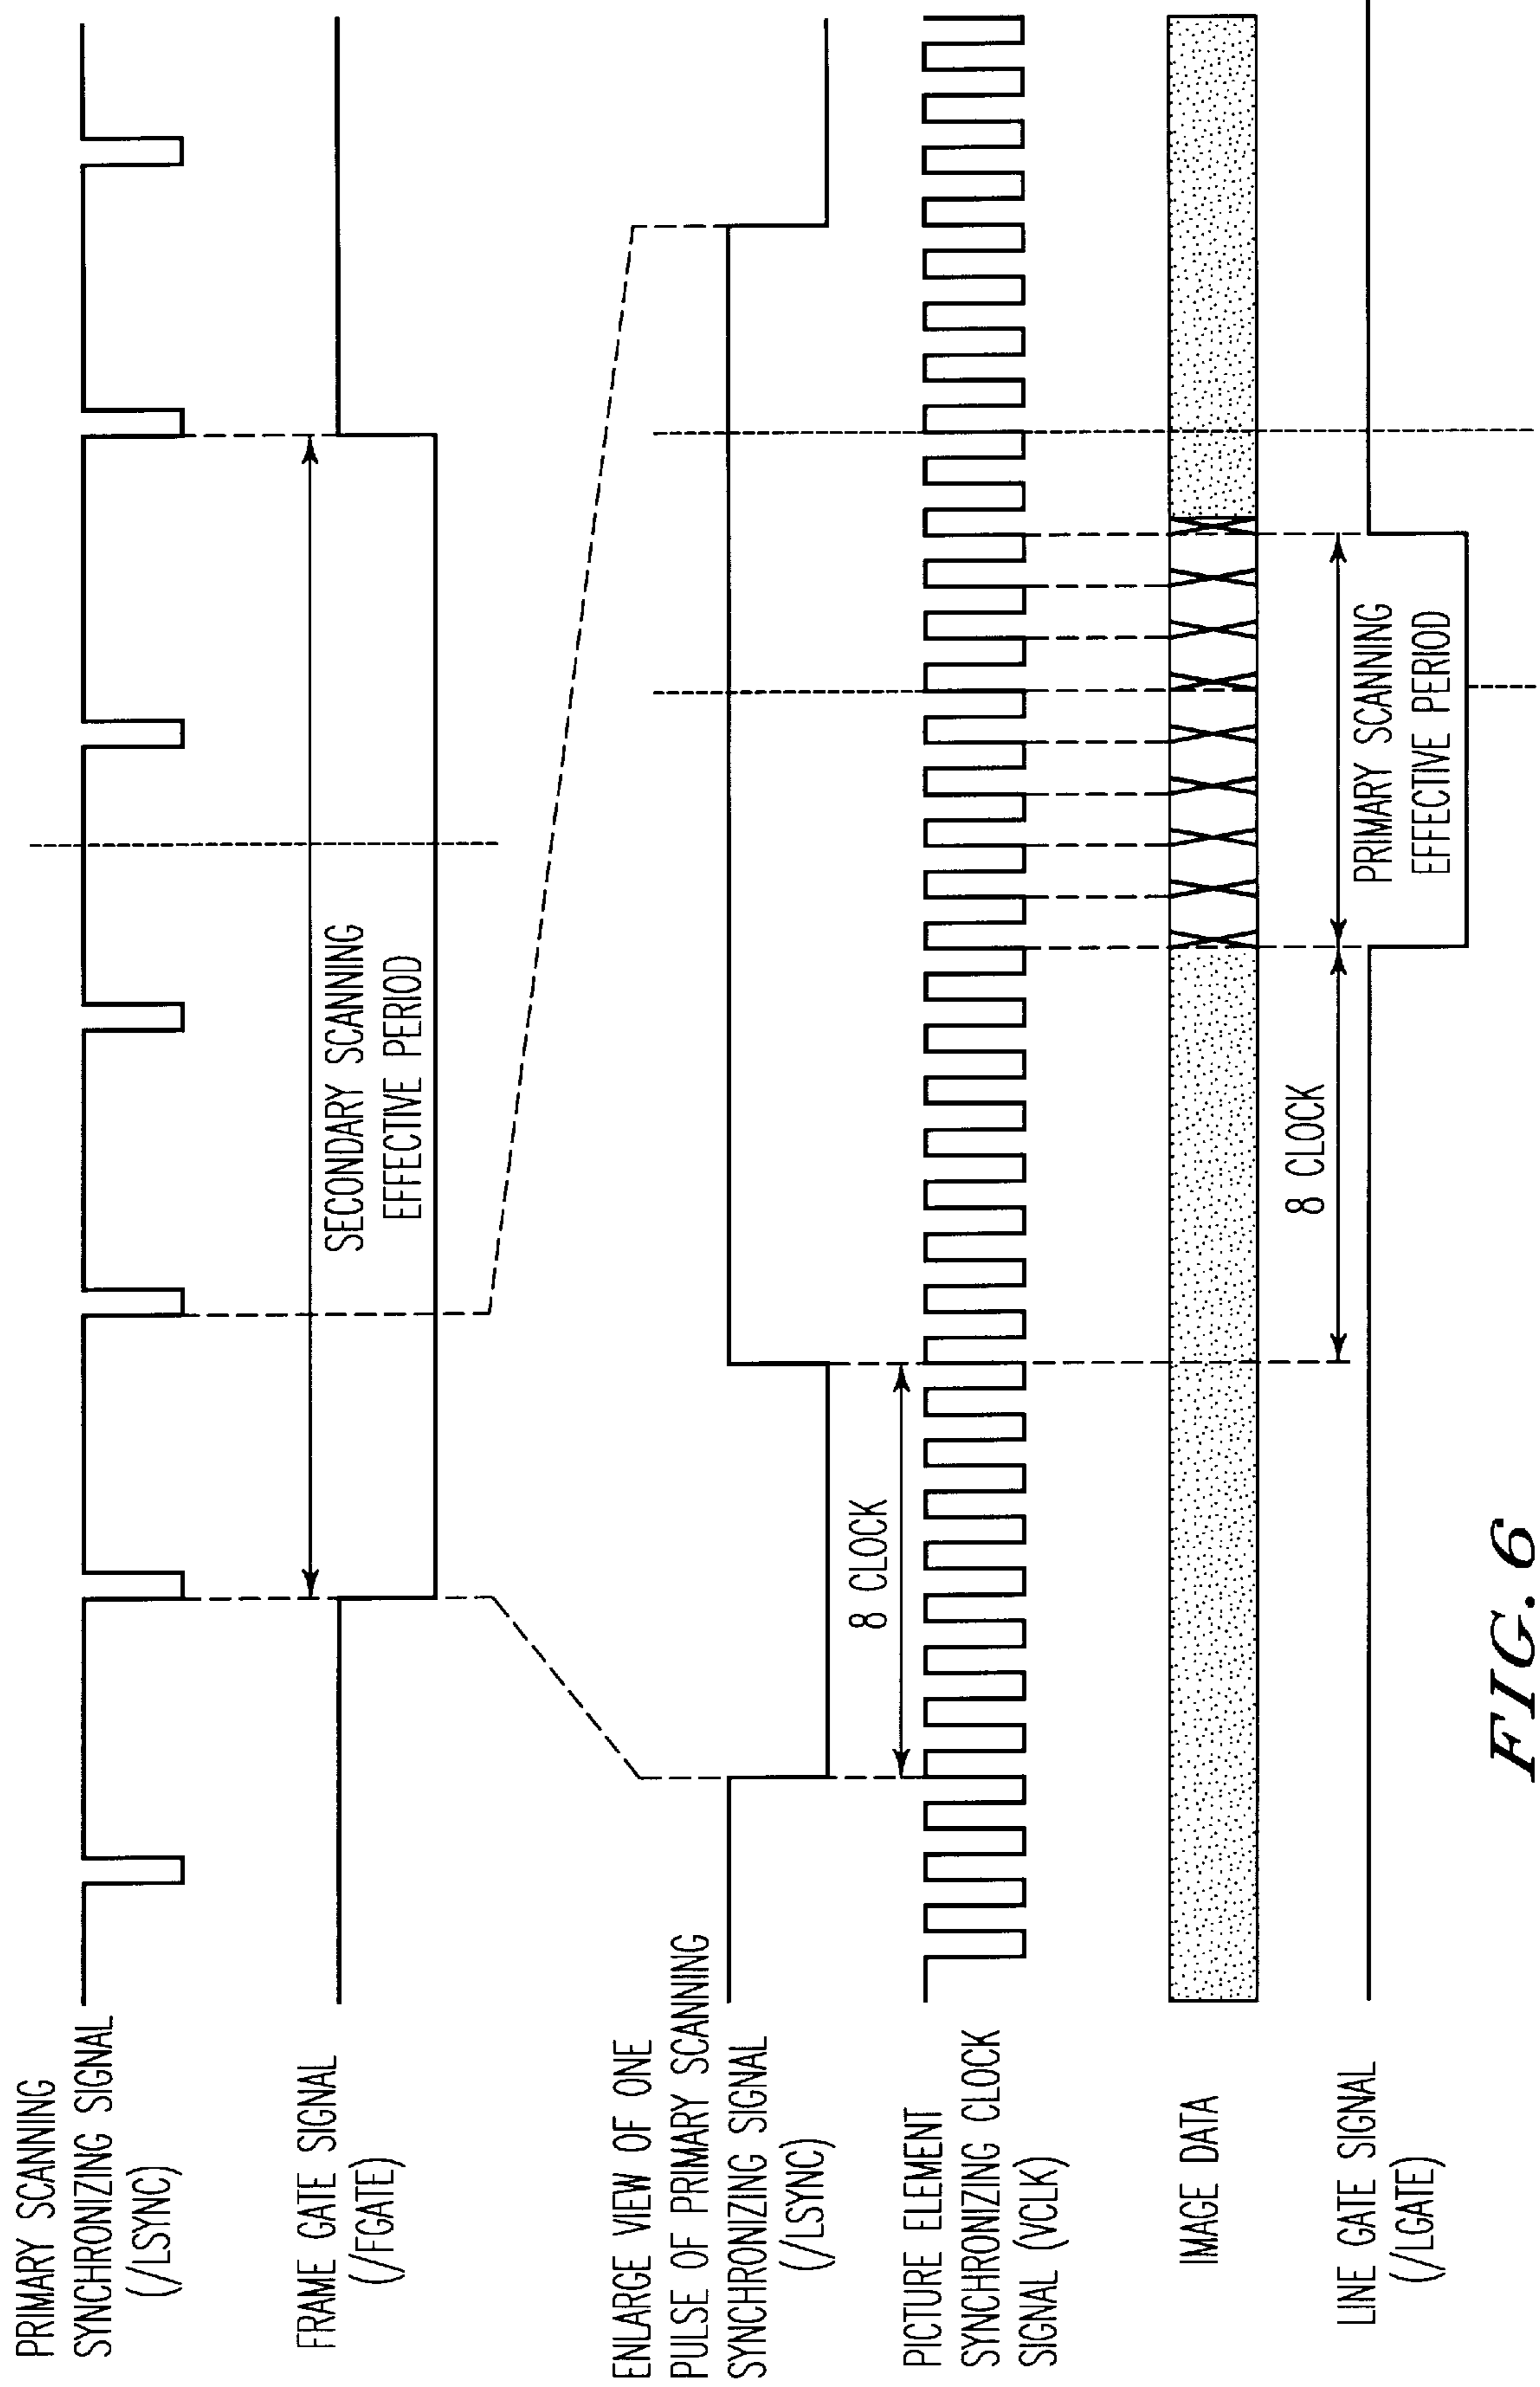 PRIMARY SCANNING
SYNCHRONIZING SIGNAL
(/LSYNC)
FRAME GATE SIGNAL
(/FGATE)
SECONDARY SCANNING
EFFECTIVE PERIOD
ENLARGE VIEW OF ONE
PULSE OF PRIMARY SCANNING
SYNCHRONIZING SIGNAL
(/LSYNC)
8 CLOCK
PICTURE ELEMENT
SYNCHRONIZING CLOCK
SIGNAL (VCLK)
IMAGE DATA
8 CLOCK
PRIMARY SCANNING
EFFECTIVE PERIOD
LINE GATE SIGNAL
(/LGATE)
FIG. 6